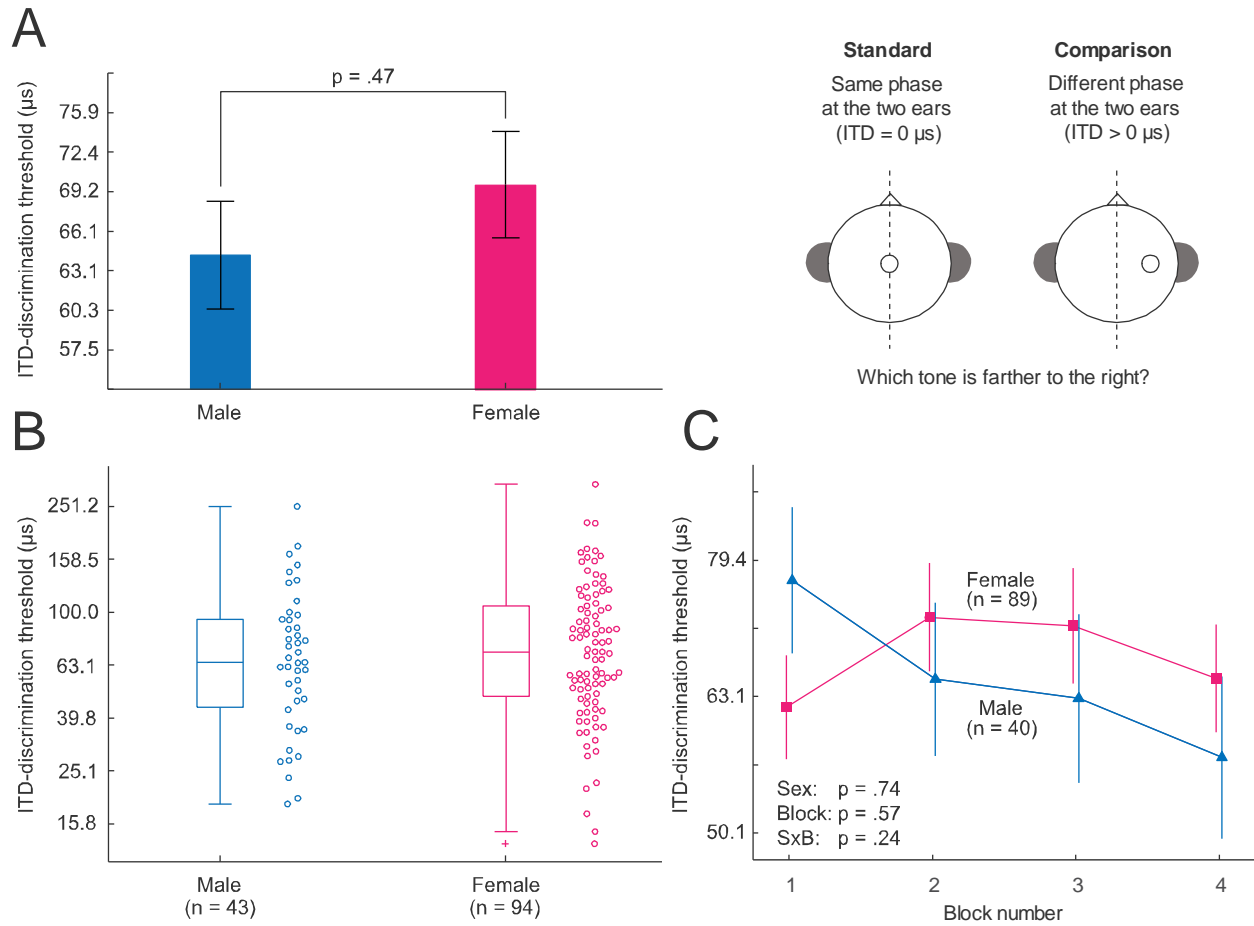 A
p = .47
ITD-discrimination threshold (µs)
75.9
72.4
69.2
66.1
63.1
60.3
57.5
Male
Female
Standard
Same phase
at the two ears
(ITD = 0 µs)
Comparison
Different phase
at the two ears
(ITD > 0 µs)
Which tone is farther to the right?
B
ITD-discrimination threshold (µs)
251.2
158.5
100.0
63.1
39.8
25.1
15.8
Male
(n = 43)
Female
(n = 94)
C
ITD-discrimination threshold (µs)
79.4
63.1
50.1
Female
(n = 89)
Male
(n = 40)
Sex: p = .74
Block: p = .57
SxB: p = .24
1 2 3 4
Block number